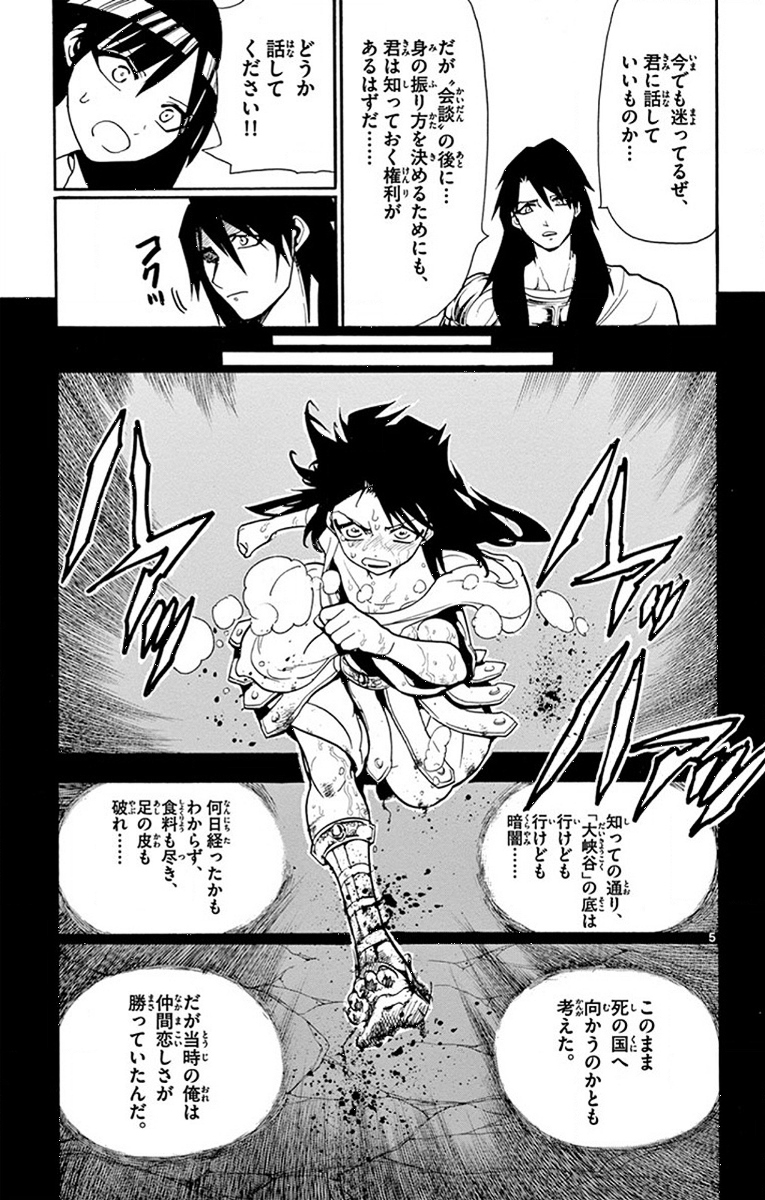 今でも迷ってるぜ、
君に話して
いいものか…
だが〝会談〟の後に…
身の振り方を決めるためにも、
君は知っておく権利が
あるはずだ……
どうか
話して
ください!!
コクッ
ハァッ
ハァッ
ハァッ
ハァッ
知っての通り、
「大峡谷」の底は
行けども
行けども
暗闇……
何日経ったかも
わからず、
食料も尽き、
足の皮も
破れ……
5
このまま
死の国へ
向かうのかとも
考えた。
だが当時の俺は
仲間恋しさが
勝っていたんだ。